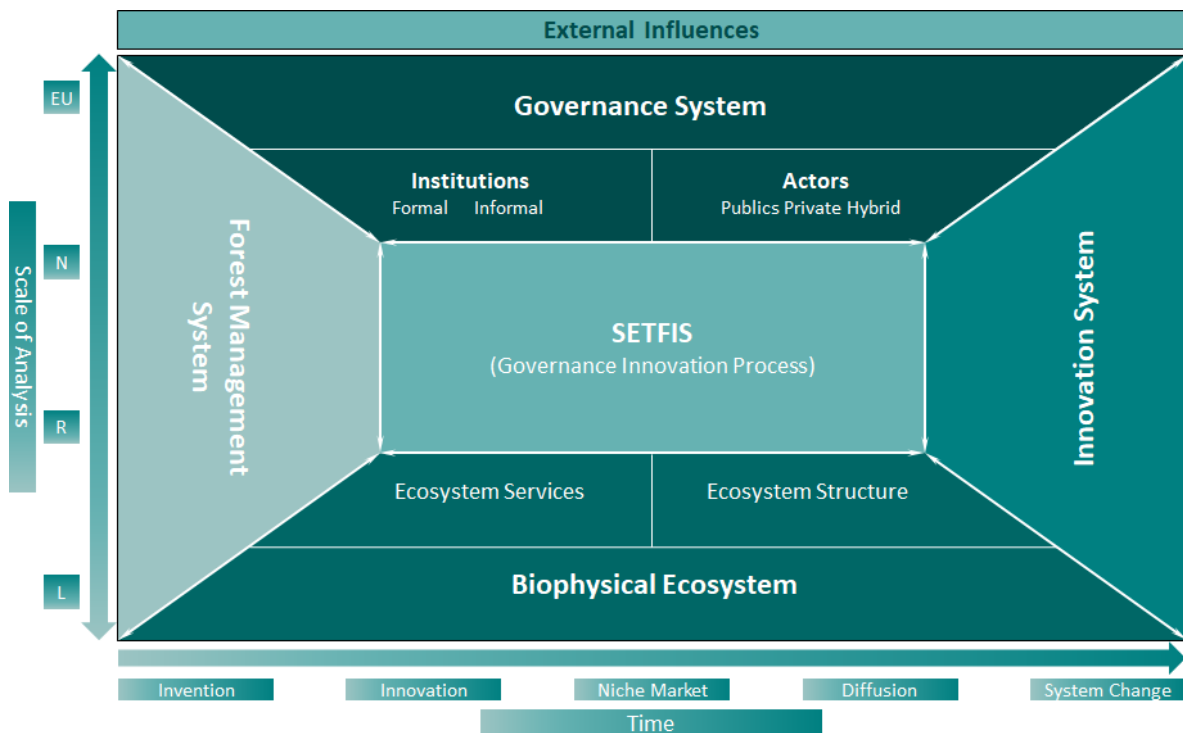 External Influences
EU
Governance System
Institutions
Formal Informal
Actors
Publics Private Hybrid
Scale of Analysis
N
Forest Management
System
SETFIS
(Governance Innovation Process)
Innovation System
R
Ecosystem Services
Ecosystem Structure
L
Biophysical Ecosystem
Invention
Innovation
Niche Market
Diffusion
System Change
Time